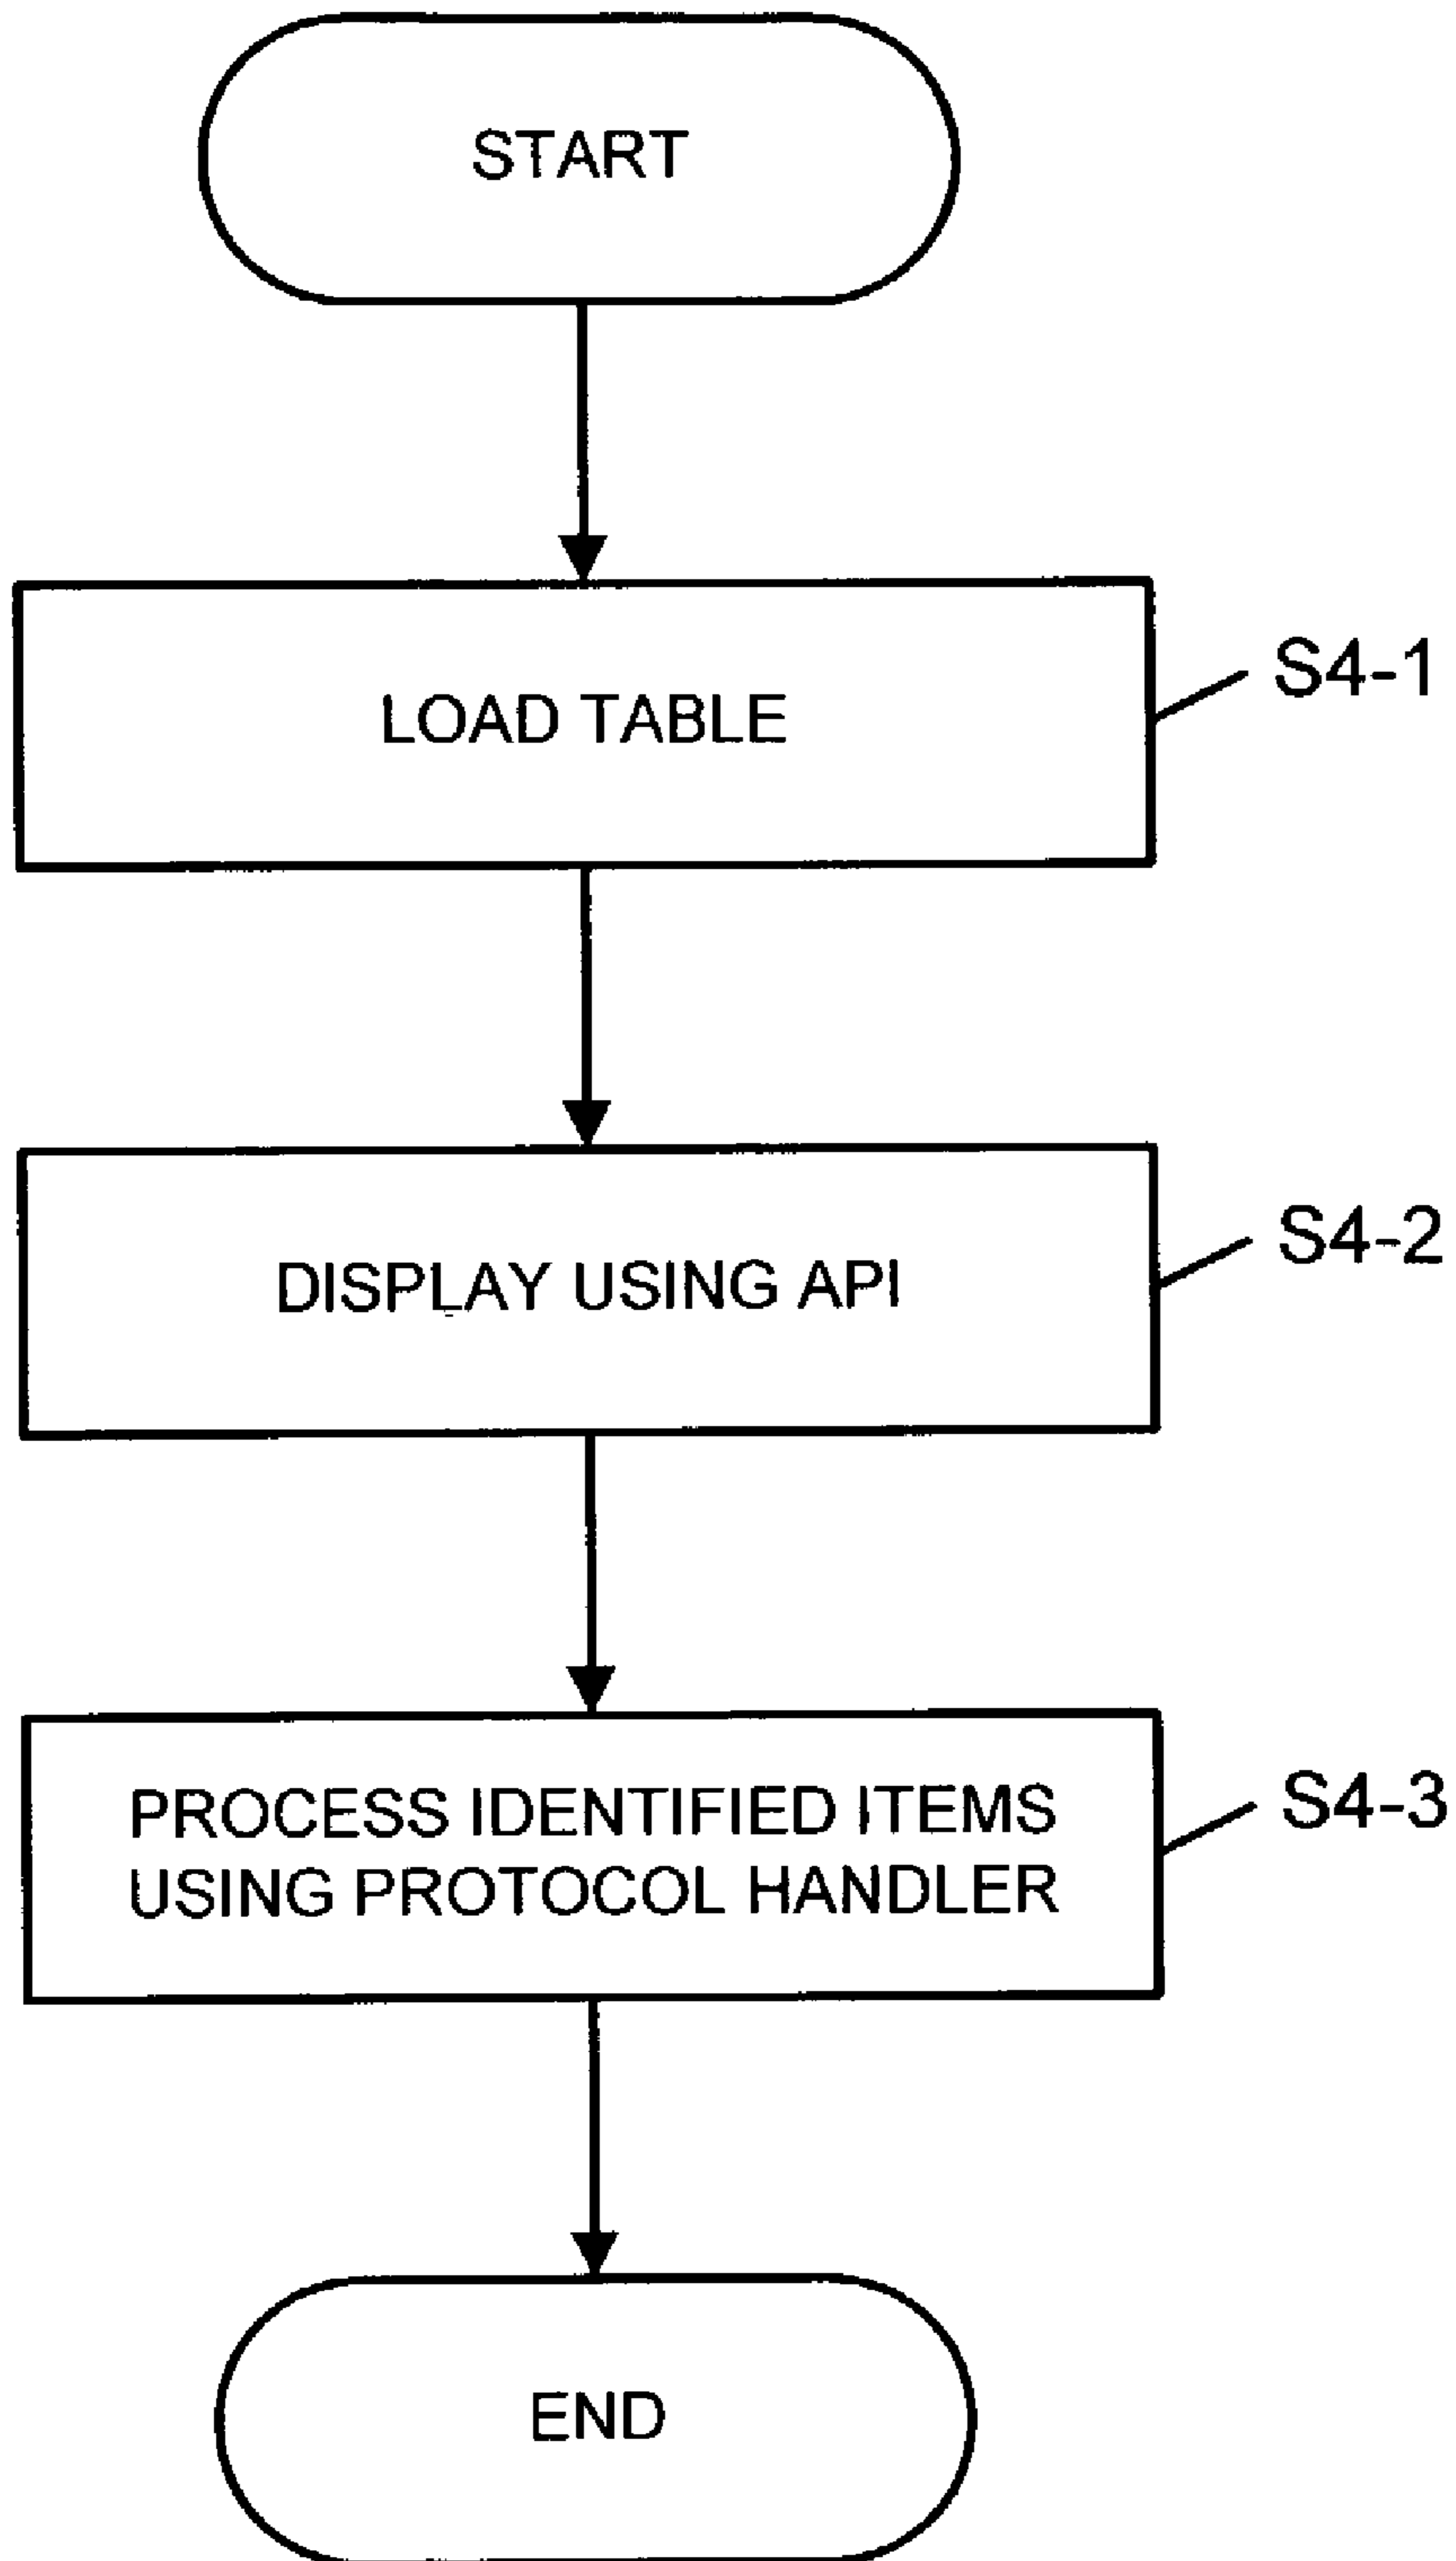 START
LOAD TABLE
S4-1
DISPLAY USING API
S4-2
PROCESS IDENTIFIED ITEMS
USING PROTOCOL HANDLER
S4-3
END